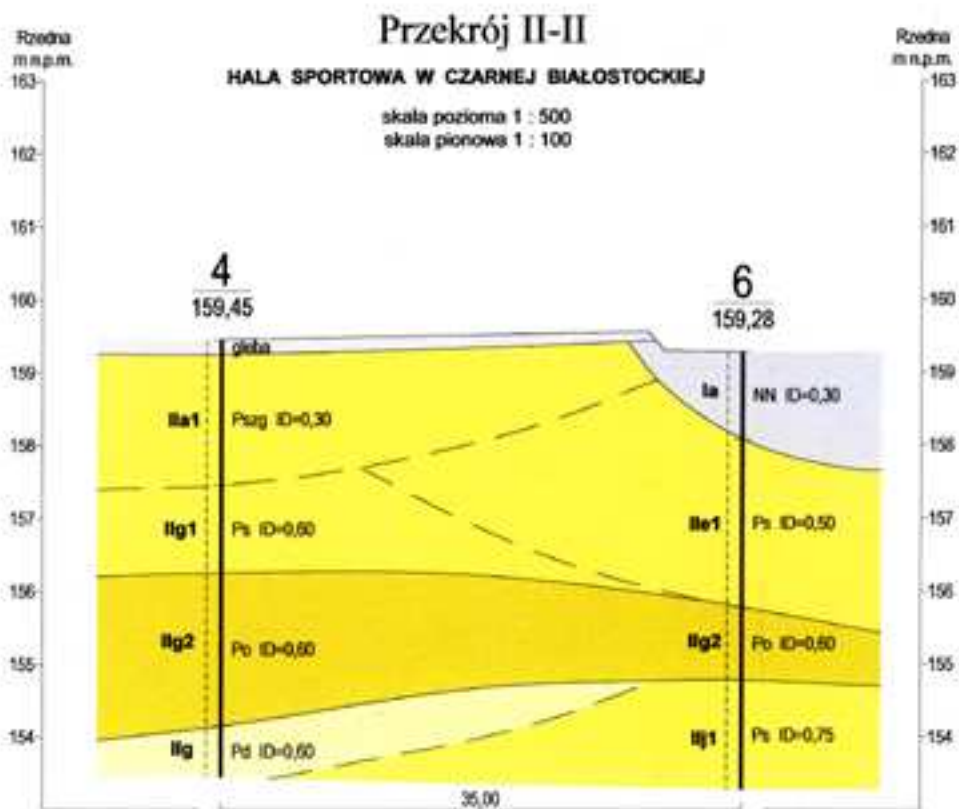 Przekrój II-II
Rzędna
m n.p.m.
Rzędna
m n.p.m.
HALA SPORTOWA W CZARNEJ BIAŁOSTOCKIEJ
skala pozioma 1 : 500
skala pionowa 1 : 100
163 163
162 162
161 161
4
159,45
6
159,28
160 160
gleba
159 159
Ia NN ID=0,30
IIa1 Pszg ID=0,30
158 158
157 157
IIg1 Ps ID=0,60
IIe1 Ps ID=0,50
156 156
IIg2 Po ID=0,60
IIg2 Po ID=0,60
155 155
154 154
IIg Pd ID=0,60
IIj1 Ps ID=0,75
35,00